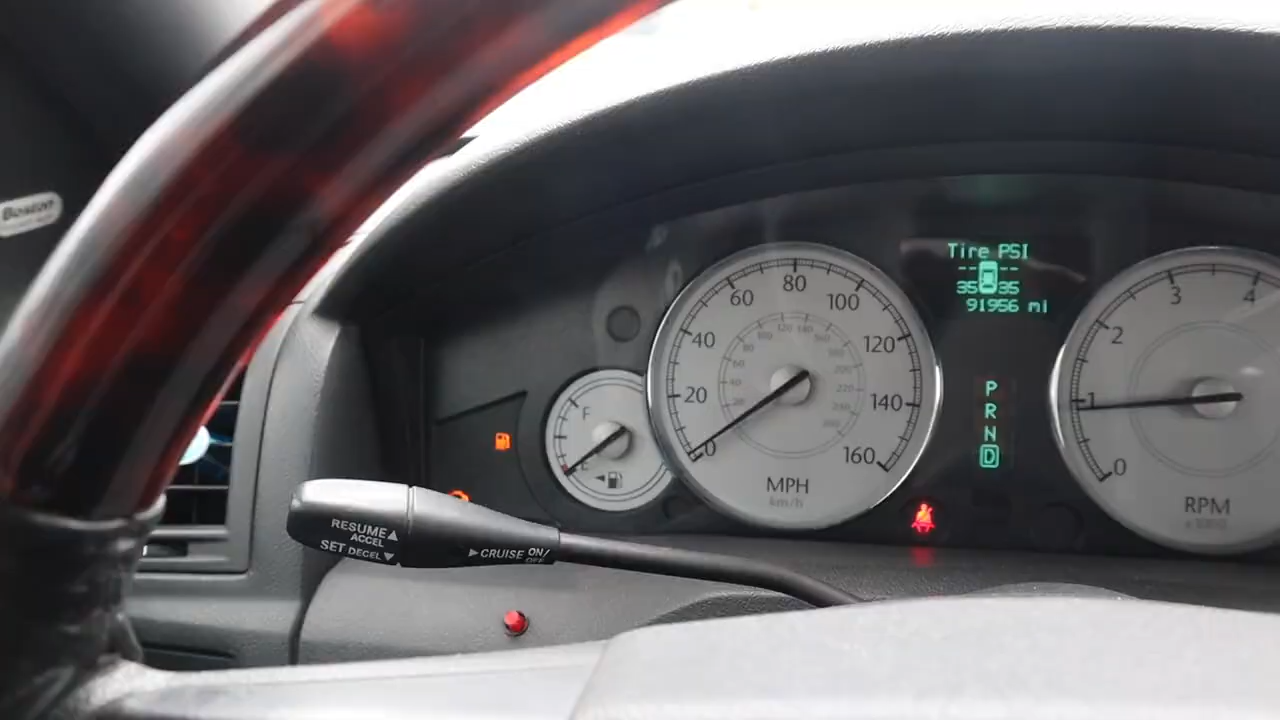 Boston
Tire PSI
-- --
35 35
91956 mi
P
R
N
D
F
E
0
20
40
60
80
100
120
140
160
MPH
km/h
0
1
2
3
4
RPM
RESUME▲
ACCEL
SET DECEL▼
▶CRUISE ON/
OFF